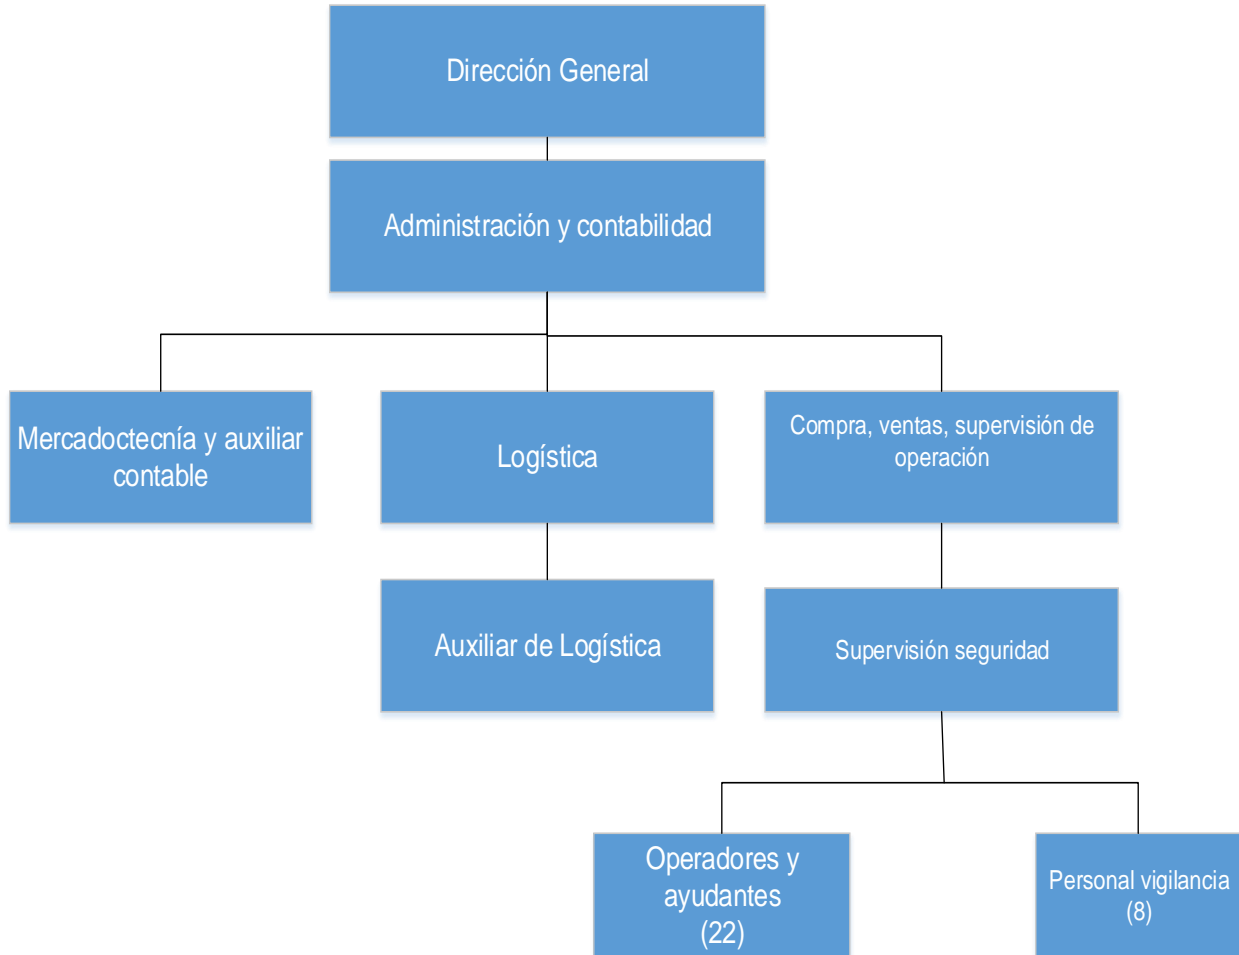 Dirección General
Administración y contabilidad
Mercadoctecnía y auxiliar
contable
Logística
Compra, ventas, supervisión de
operación
Auxiliar de Logística
Supervisión seguridad
Operadores y
ayudantes
(22)
Personal vigilancia
(8)